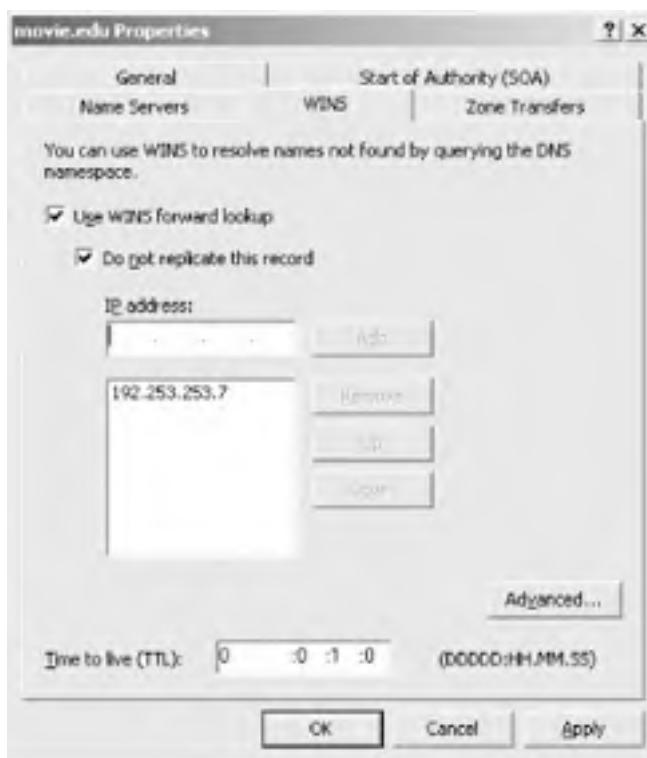 movie.edu Properties
General
Start of Authority (SOA)
Name Servers
WINS
Zone Transfers
You can use WINS to resolve names not found by querying the DNS
namespace.
Use WINS forward lookup
Do not replicate this record
IP address:
. . .
Add
192.253.253.7
Remove
Up
Down
Advanced...
Time to live (TTL):
0 :0 :1 :0
(DDDDD:HH.MM.SS)
OK
Cancel
Apply